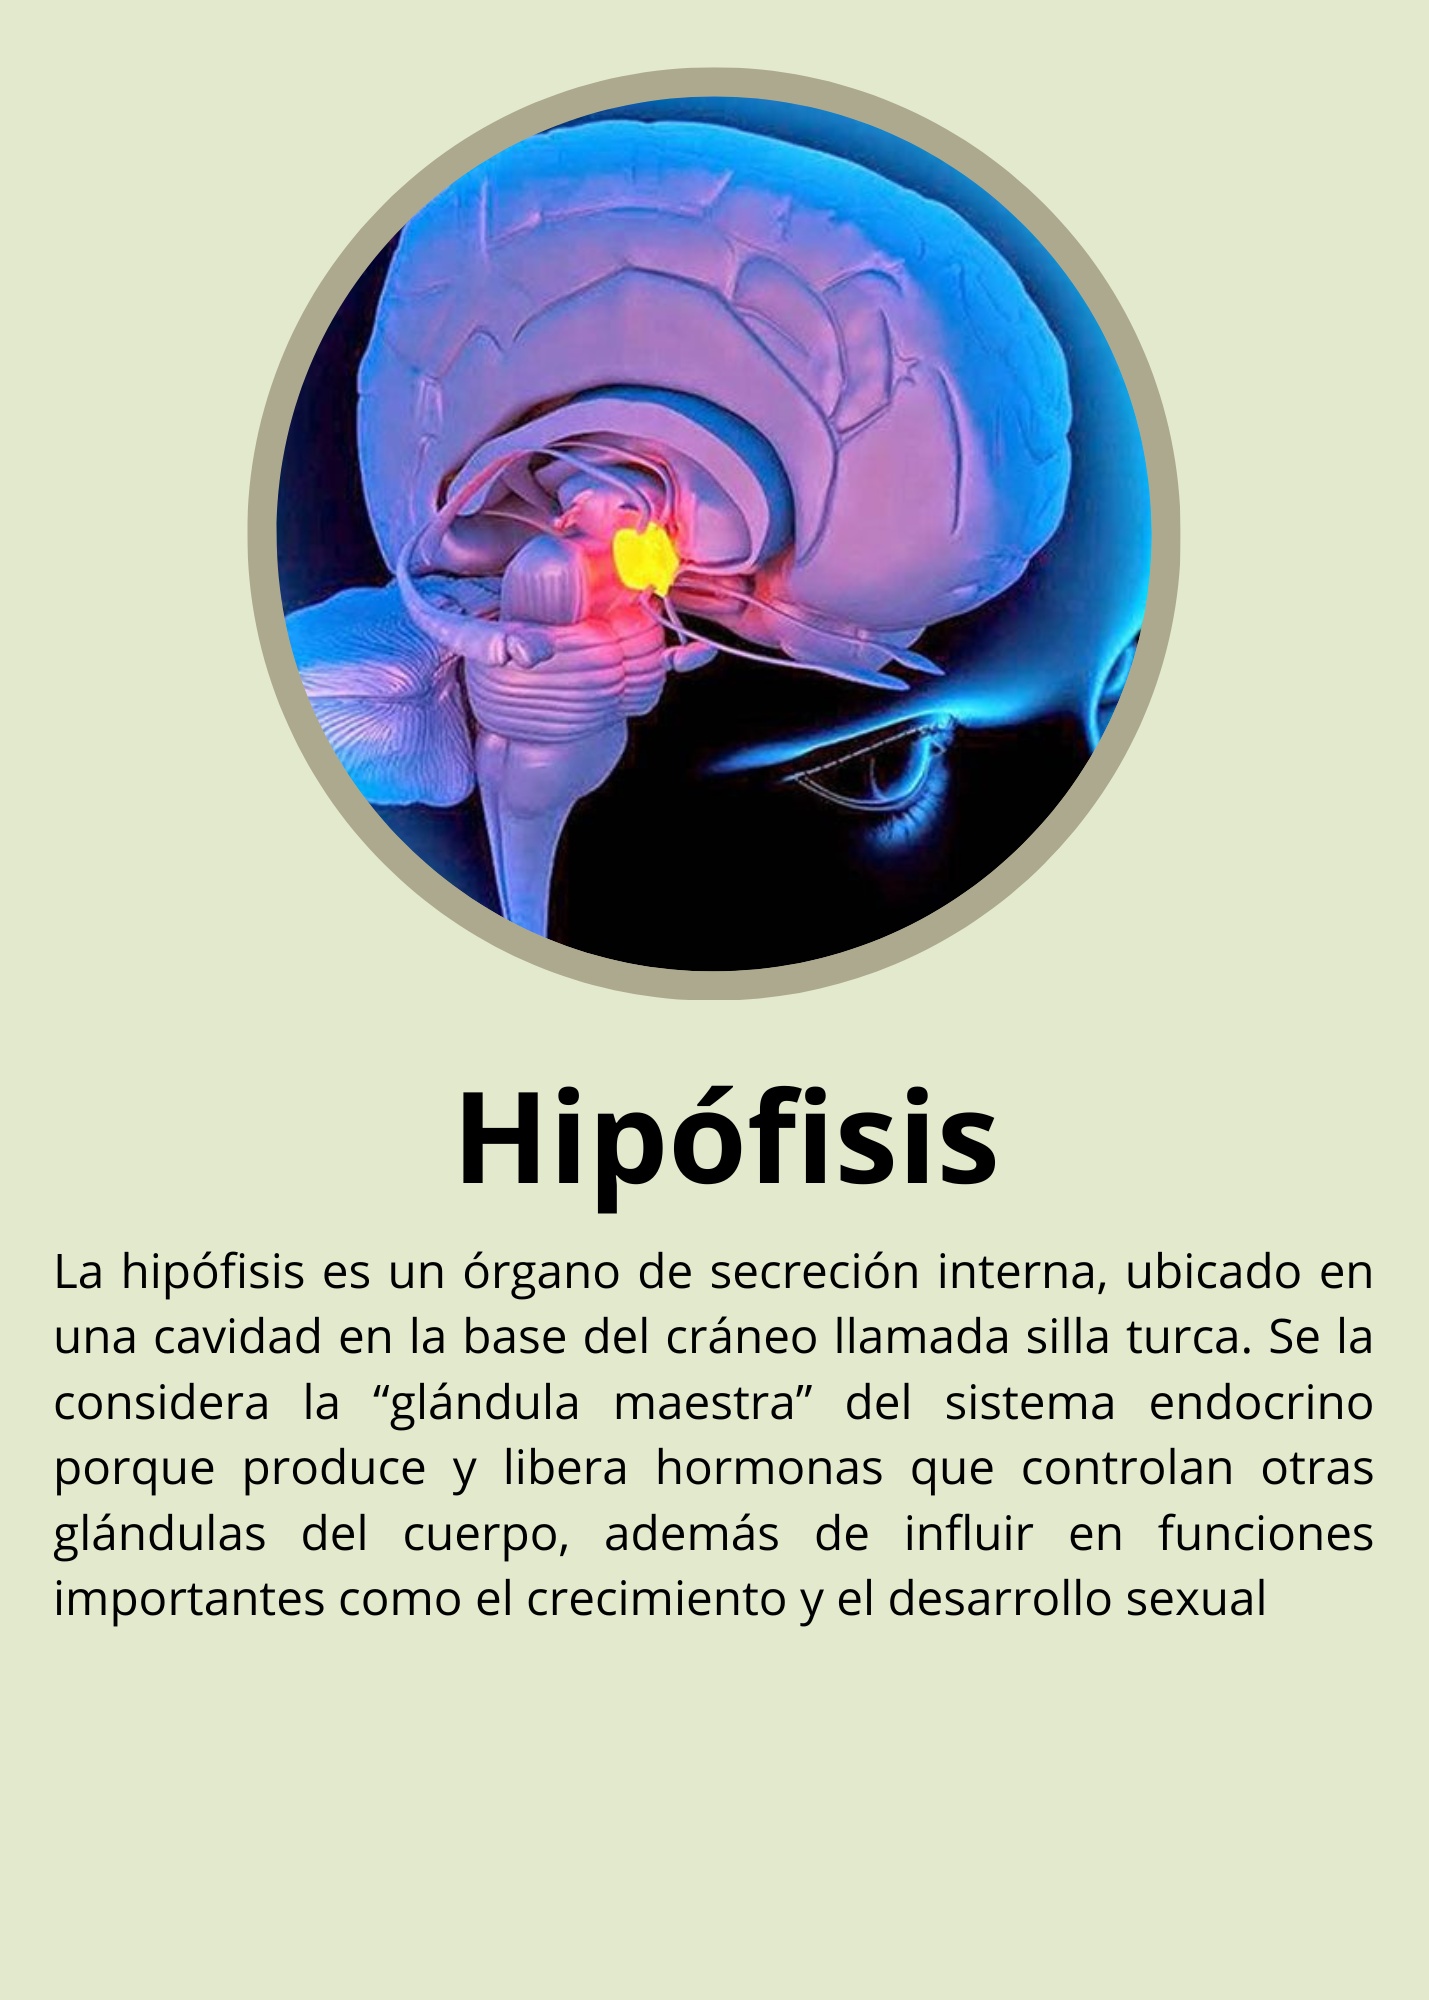 Hipófisis
La hipófisis es un órgano de secreción interna, ubicado en
una cavidad en la base del cráneo llamada silla turca. Se la
considera la “glándula maestra” del sistema endocrino
porque produce y libera hormonas que controlan otras
glándulas del cuerpo, además de influir en funciones
importantes como el crecimiento y el desarrollo sexual